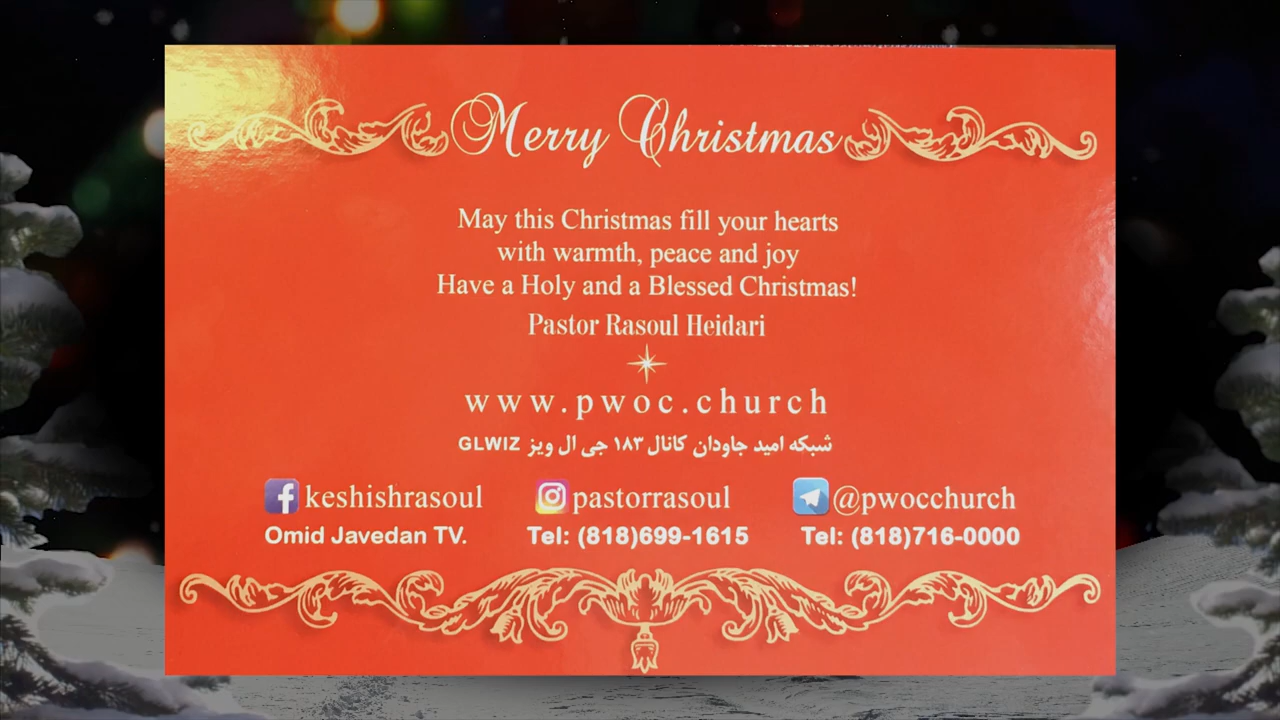 Merry Christmas
May this Christmas fill your hearts
with warmth, peace and joy
Have a Holy and a Blessed Christmas!
Pastor Rasoul Heidari
www.pwoc.church
شبکه امید جاودان کانال ۱۸۳ جی ال ویز GLWIZ
keshishrasoul pastorrasoul @pwocchurch
Omid Javedan TV. Tel: (818)699-1615 Tel: (818)716-0000